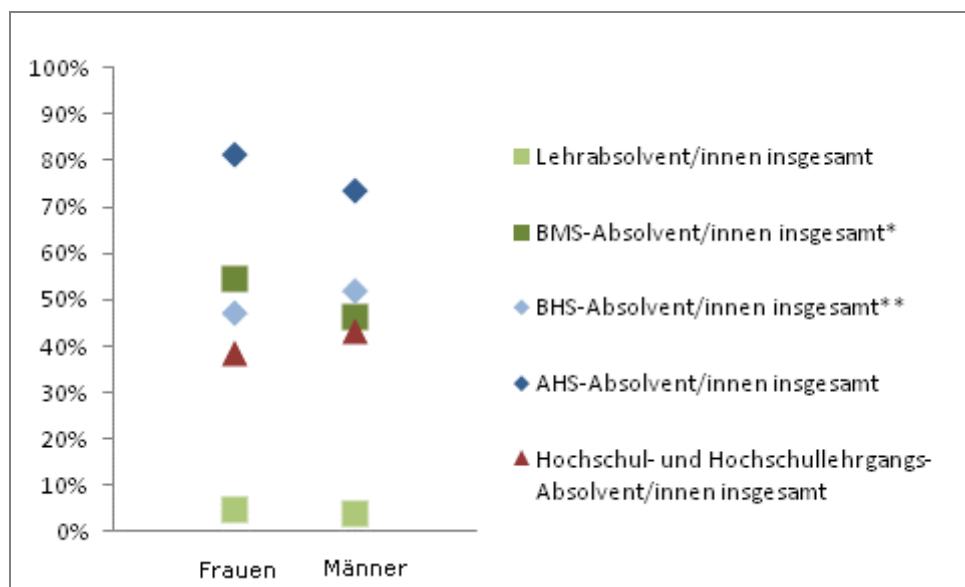 100%
90%
80%
70%
60%
50%
40%
30%
20%
10%
0%
Frauen
Männer
Lehrabsolvent/innen insgesamt
BMS-Absolvent/innen insgesamt*
BHS-Absolvent/innen insgesamt**
AHS-Absolvent/innen insgesamt
Hochschul- und Hochschullehrgangs-
Absolvent/innen insgesamt